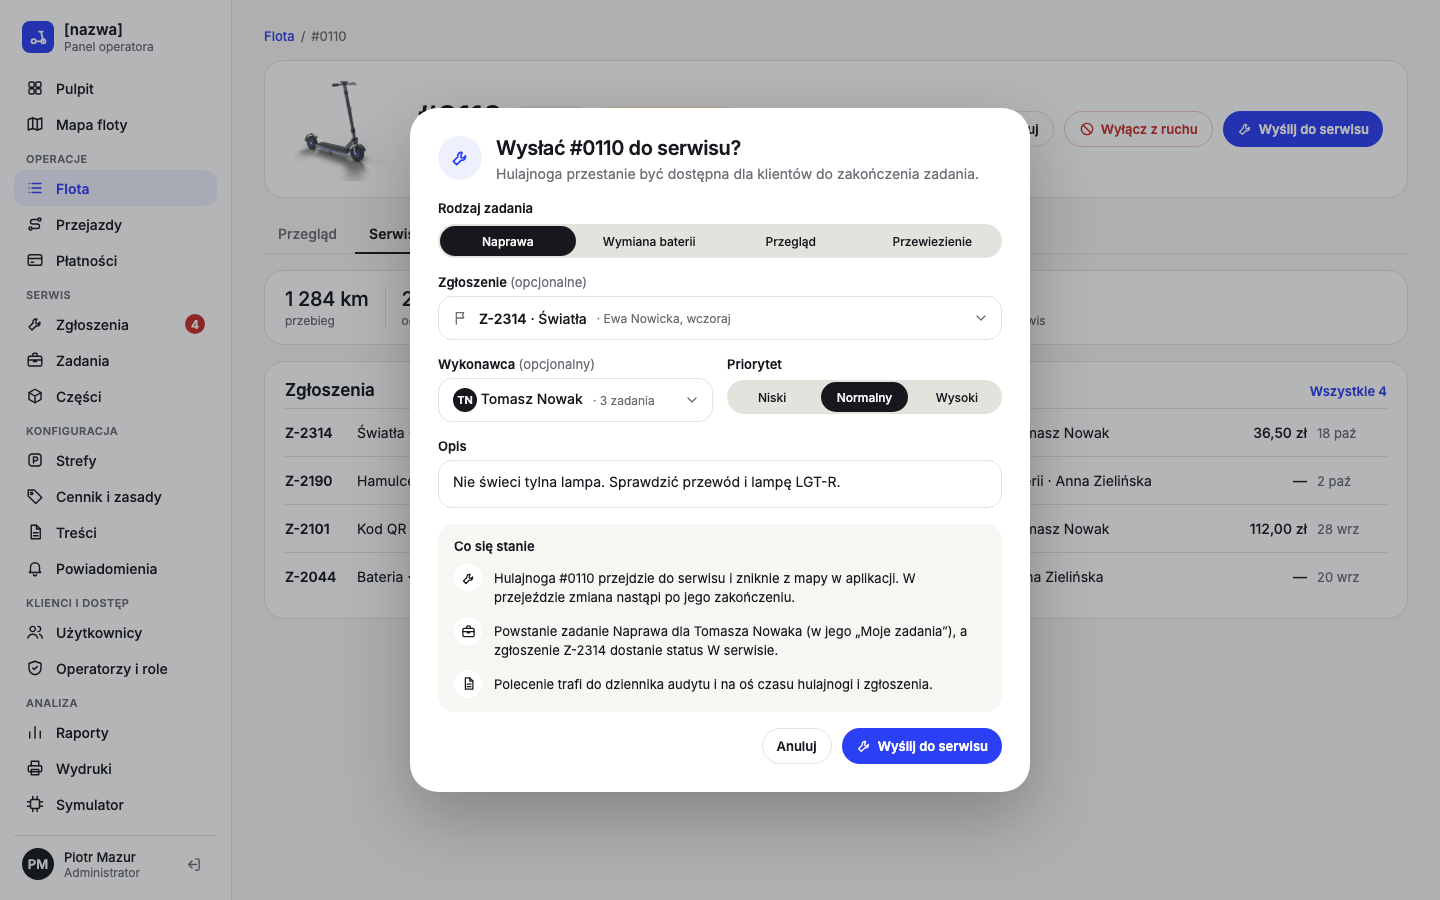 [nazwa]
Panel operatora
Pulpit
Mapa floty
OPERACJE
Flota
Przejazdy
Płatności
SERWIS
Zgłoszenia
4
Zadania
Części
KONFIGURACJA
Strefy
Cennik i zasady
Treści
Powiadomienia
KLIENCI I DOSTĘP
Użytkownicy
Operatorzy i role
ANALIZA
Raporty
Wydruki
Symulator
PM
Piotr Mazur
Administrator
Flota / #0110
Wyłącz z ruchu
Wyślij do serwisu
Przegląd
1 284 km
przebieg
Zgłoszenia
Wszystkie 4
Z-2314 Światła
Nowak
36,50 zł 18 paź
Z-2190
Anna Zielińska
— 2 paź
Z-2101 Kod QR
Nowak
112,00 zł 28 wrz
Z-2044 Bateria
Zielińska
— 20 wrz
Wysłać #0110 do serwisu?
Hulajnoga przestanie być dostępna dla klientów do zakończenia zadania.
Rodzaj zadania
Naprawa Wymiana baterii Przegląd Przewiezienie
Zgłoszenie (opcjonalne)
Z-2314 · Światła · Ewa Nowicka, wczoraj
Wykonawca (opcjonalny)
TN Tomasz Nowak · 3 zadania
Priorytet
Niski Normalny Wysoki
Opis
Nie świeci tylna lampa. Sprawdzić przewód i lampę LGT-R.
Co się stanie
Hulajnoga #0110 przejdzie do serwisu i zniknie z mapy w aplikacji. W
przejeździe zmiana nastąpi po jego zakończeniu.
Powstanie zadanie Naprawa dla Tomasza Nowaka (w jego „Moje zadania”), a
zgłoszenie Z-2314 dostanie status W serwisie.
Polecenie trafi do dziennika audytu i na oś czasu hulajnogi i zgłoszenia.
Anuluj
Wyślij do serwisu